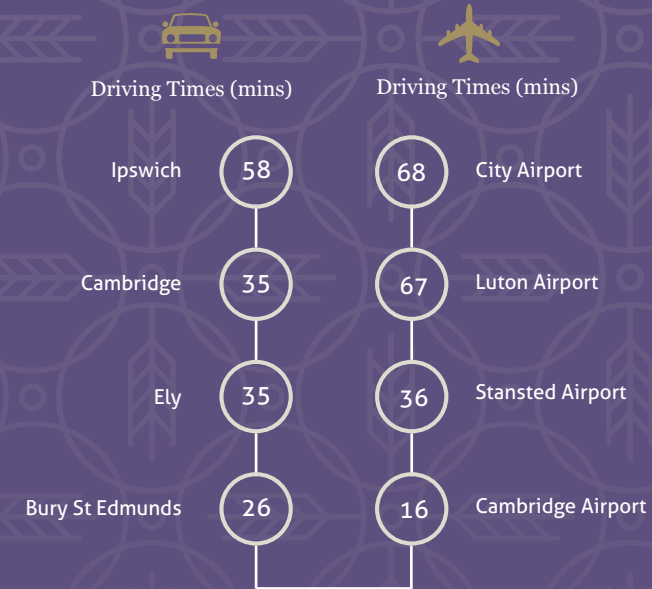 Driving Times (mins)
Ipswich 58
Cambridge 35
Ely 35
Bury St Edmunds 26
Driving Times (mins)
68 City Airport
67 Luton Airport
36 Stansted Airport
16 Cambridge Airport